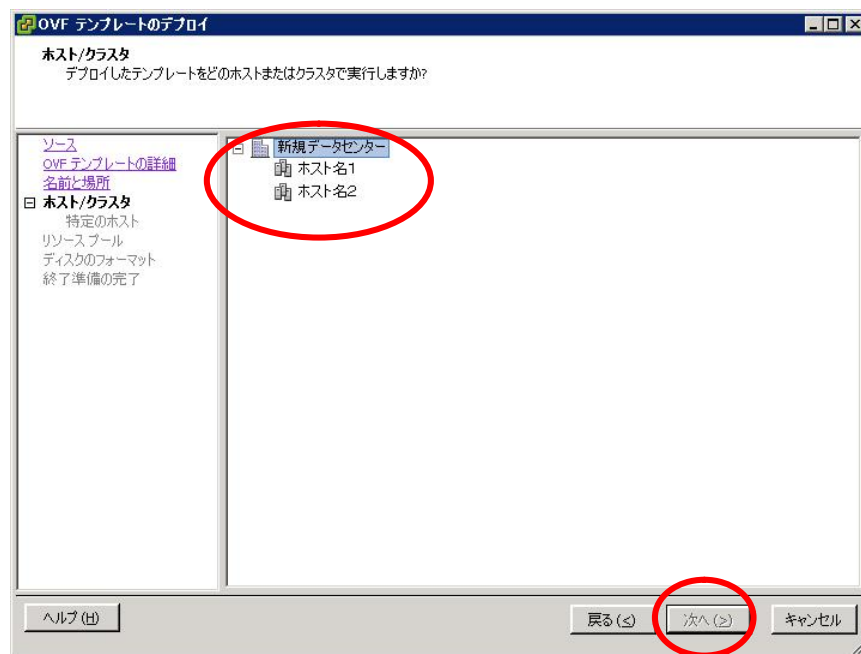 OVF テンプレートのデプロイ
ホスト/クラスタ
デプロイしたテンプレートをどのホストまたはクラスタで実行しますか?
ソース
OVF テンプレートの詳細
名前と場所
ホスト/クラスタ
特定のホスト
リソース プール
ディスクのフォーマット
終了準備の完了
新規データセンター
ホスト名1
ホスト名2
ヘルプ(H)
戻る(<)
次へ(>)
キャンセル